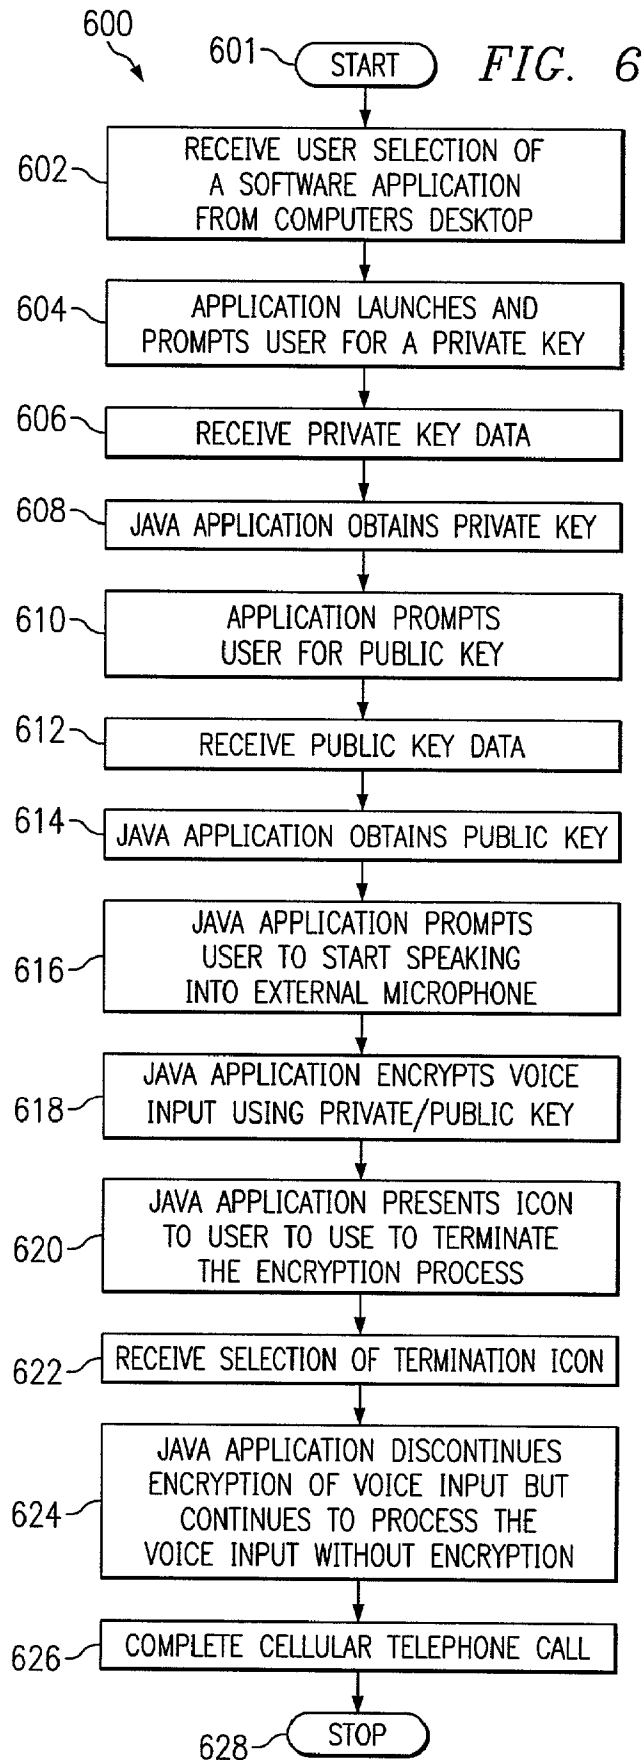 600
601
START
FIG. 6
602
RECEIVE USER SELECTION OF
A SOFTWARE APPLICATION
FROM COMPUTERS DESKTOP
604
APPLICATION LAUNCHES AND
PROMPTS USER FOR A PRIVATE KEY
606
RECEIVE PRIVATE KEY DATA
608
JAVA APPLICATION OBTAINS PRIVATE KEY
610
APPLICATION PROMPTS
USER FOR PUBLIC KEY
612
RECEIVE PUBLIC KEY DATA
614
JAVA APPLICATION OBTAINS PUBLIC KEY
616
JAVA APPLICATION PROMPTS
USER TO START SPEAKING
INTO EXTERNAL MICROPHONE
618
JAVA APPLICATION ENCRYPTS VOICE
INPUT USING PRIVATE/PUBLIC KEY
620
JAVA APPLICATION PRESENTS ICON
TO USER TO USE TO TERMINATE
THE ENCRYPTION PROCESS
622
RECEIVE SELECTION OF TERMINATION ICON
624
JAVA APPLICATION DISCONTINUES
ENCRYPTION OF VOICE INPUT BUT
CONTINUES TO PROCESS THE
VOICE INPUT WITHOUT ENCRYPTION
626
COMPLETE CELLULAR TELEPHONE CALL
628
STOP